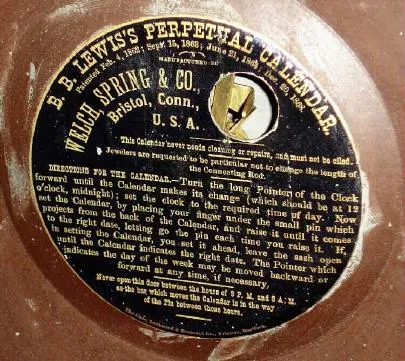 B. B. LEWIS'S PERPETUAL CALENDAR.
Patented Feb. 4, 1862; Sept. 15, 1863; June 21, 1864; Dec. 29, 1868.
MANUFACTURED BY
WELCH SPRING & CO.,
Bristol, Conn.,
U. S. A.
This Calendar never needs cleaning or repairs, and must not be oiled.
Jewelers are requested to be particular not to change the length of
the Connecting Rod.
DIRECTIONS FOR THE CALENDAR.—Turn the long Pointer of the Clock
forward until the Calendar makes its change (which should be at 12
o'clock, midnight); set the Clock to the required time of day. Now
set the Calendar, by placing your finger under the small pin which
projects from the back of the Calendar, and raise it until it comes
to the right date, letting go the pin each time you raise it. If,
in setting the Calendar, you set it ahead, leave the sash open
until the Calendar indicates the right date. The Pointer which
indicates the day of the week may be moved backward or
forward at any time, if necessary.
Never open this door between the hours of 8 P. M. and 5 A. M.
as the bar which moves the Calendar is in the way
of the Pin between those hours.
Co., Printers, Hartford.